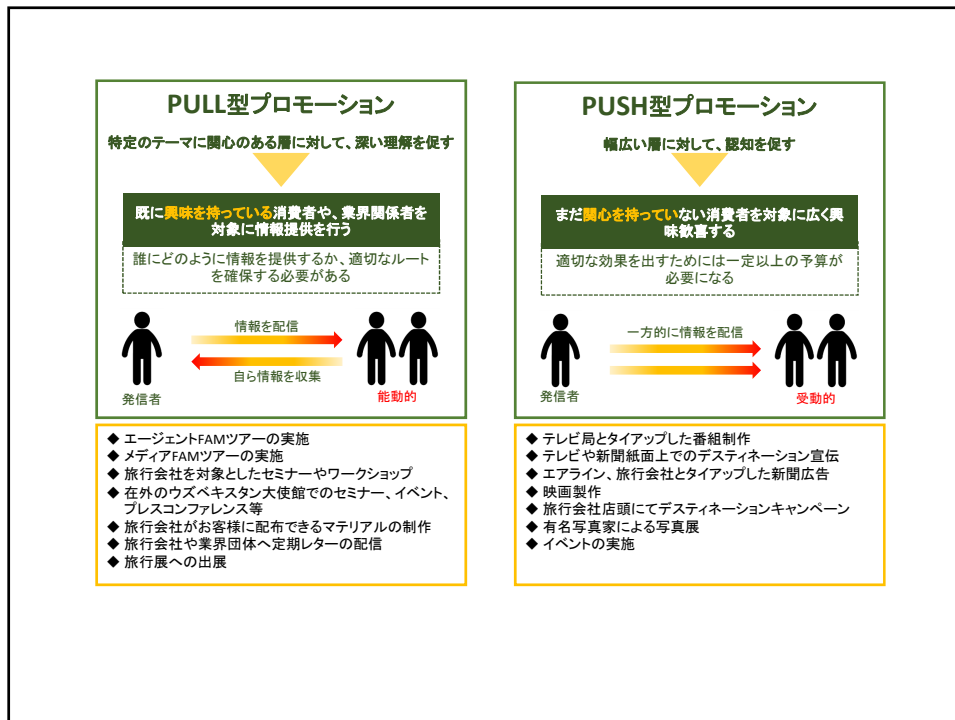 PULL型プロモーション
特定のテーマに関心のある層に対して、深い理解を促す
既に興味を持っている消費者や、業界関係者を
対象に情報提供を行う
誰にどのように情報を提供するか、適切なルート
を確保する必要がある
情報を配信
自ら情報を収集
発信者
能動的
◆ エージェントFAMツアーの実施
◆ メディアFAMツアーの実施
◆ 旅行会社を対象としたセミナーやワークショップ
◆ 在外のウズベキスタン大使館でのセミナー、イベント、
プレスコンファレンス等
◆ 旅行会社がお客様に配布できるマテリアルの制作
◆ 旅行会社や業界団体へ定期レターの配信
◆ 旅行展への出展
PUSH型プロモーション
幅広い層に対して、認知を促す
まだ関心を持っていない消費者を対象に広く興
味歓喜する
適切な効果を出すためには一定以上の予算が
必要になる
一方的に情報を配信
発信者
受動的
◆ テレビ局とタイアップした番組制作
◆ テレビや新聞紙面上でのデスティネーション宣伝
◆ エアライン、旅行会社とタイアップした新聞広告
◆ 映画製作
◆ 旅行会社店頭にてデスティネーションキャンペーン
◆ 有名写真家による写真展
◆ イベントの実施